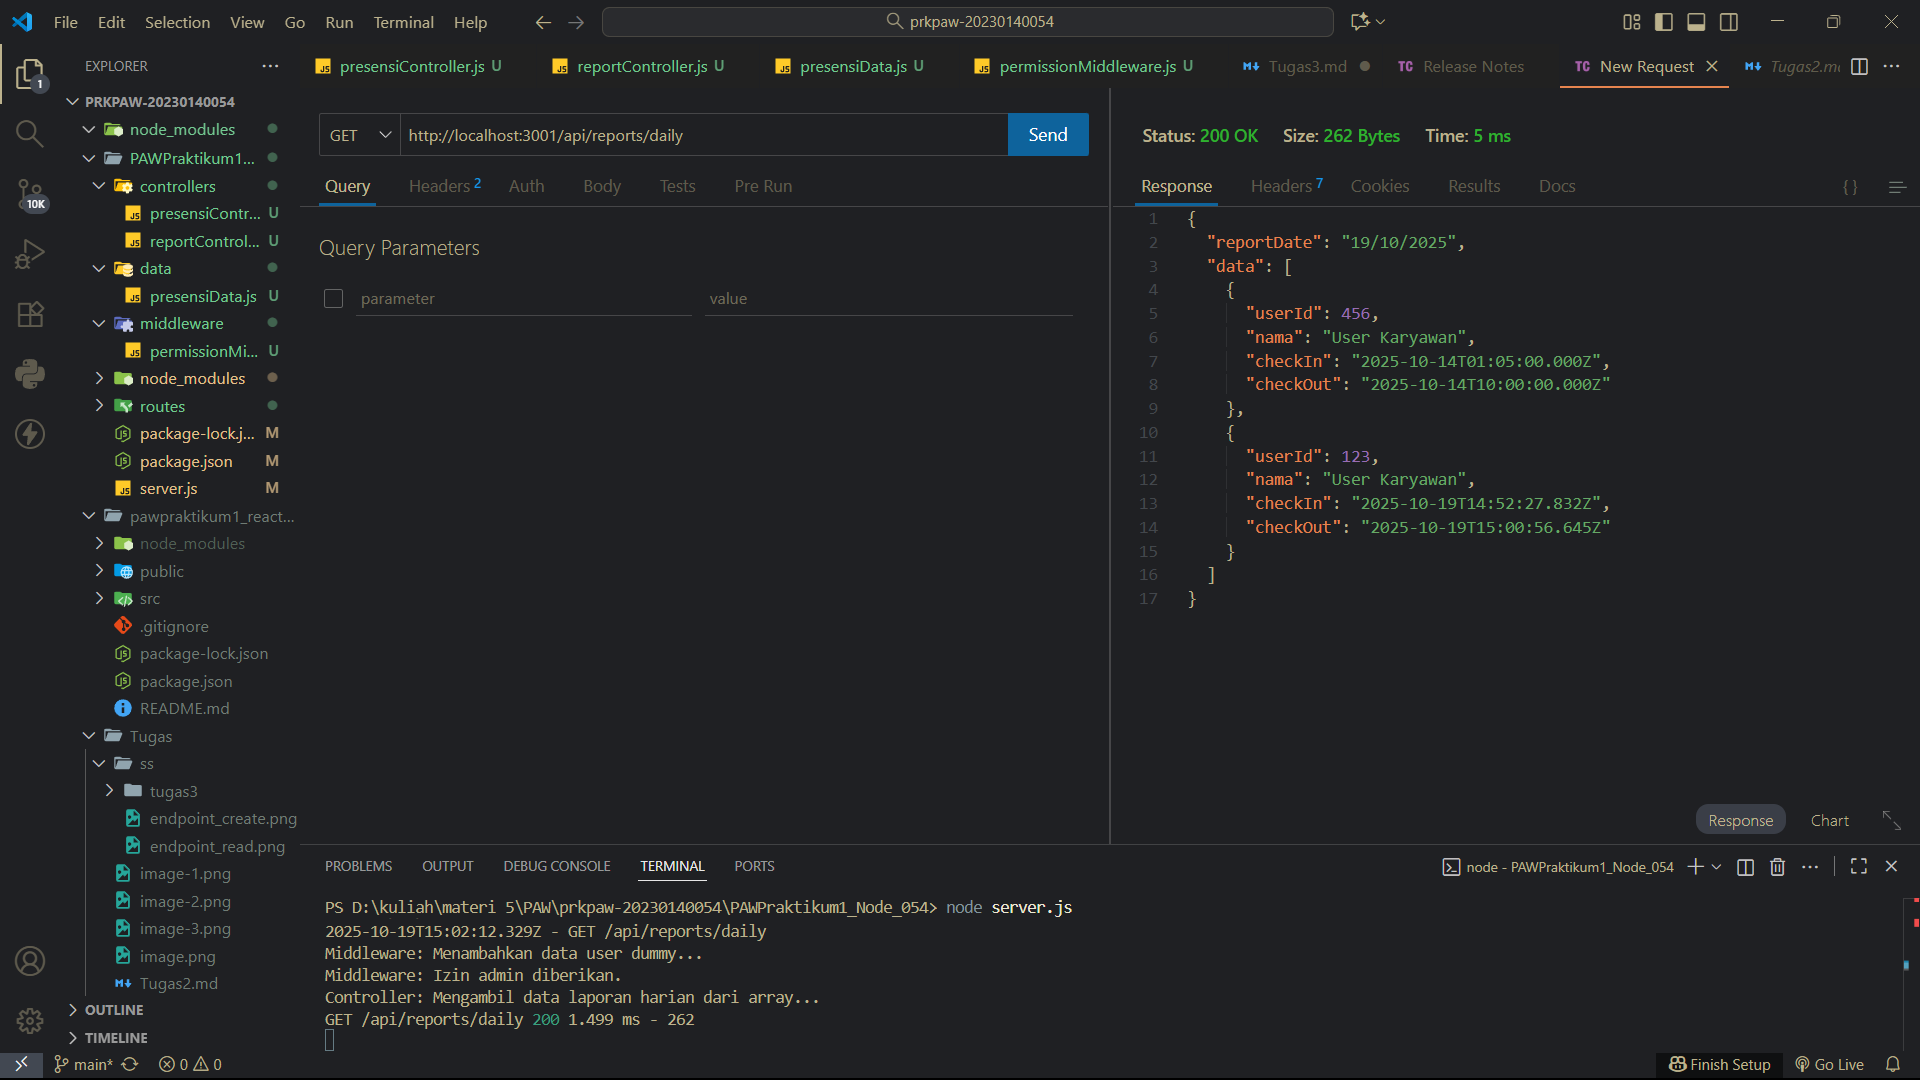 File Edit Selection View Go Run Terminal Help
prkpaw-20230140054
EXPLORER
PRKPAW-20230140054
node_modules
PAWPraktikum1...
controllers
presensiContr... U
reportControl... U
data
presensiData.js U
middleware
permissionMi... U
node_modules
routes
package-lock.j... M
package.json M
server.js M
pawpraktikum1_react...
node_modules
public
src
.gitignore
package-lock.json
package.json
README.md
Tugas
ss
tugas3
endpoint_create.png
endpoint_read.png
image-1.png
image-2.png
image-3.png
image.png
Tugas2.md
OUTLINE
TIMELINE
1
10K
presensiController.js U
reportController.js U
presensiData.js U
permissionMiddleware.js U
Tugas3.md
TC Release Notes
TC New Request
Tugas2.m
GET http://localhost:3001/api/reports/daily Send
Query Headers 2 Auth Body Tests Pre Run
Query Parameters
parameter value
Status: 200 OK Size: 262 Bytes Time: 5 ms
Response Headers 7 Cookies Results Docs { }
1 {
2 "reportDate": "19/10/2025",
3 "data": [
4 {
5 "userId": 456,
6 "nama": "User Karyawan",
7 "checkIn": "2025-10-14T01:05:00.000Z",
8 "checkOut": "2025-10-14T10:00:00.000Z"
9 },
10 {
11 "userId": 123,
12 "nama": "User Karyawan",
13 "checkIn": "2025-10-19T14:52:27.832Z",
14 "checkOut": "2025-10-19T15:00:56.645Z"
15 }
16 ]
17 }
Response Chart
PROBLEMS OUTPUT DEBUG CONSOLE TERMINAL PORTS
node - PAWPraktikum1_Node_054
PS D:\kuliah\materi 5\PAW\prkpaw-20230140054\PAWPraktikum1_Node_054> node server.js
2025-10-19T15:02:12.329Z - GET /api/reports/daily
Middleware: Menambahkan data user dummy...
Middleware: Izin admin diberikan.
Controller: Mengambil data laporan harian dari array...
GET /api/reports/daily 200 1.499 ms - 262
main* 0 0
Finish Setup Go Live